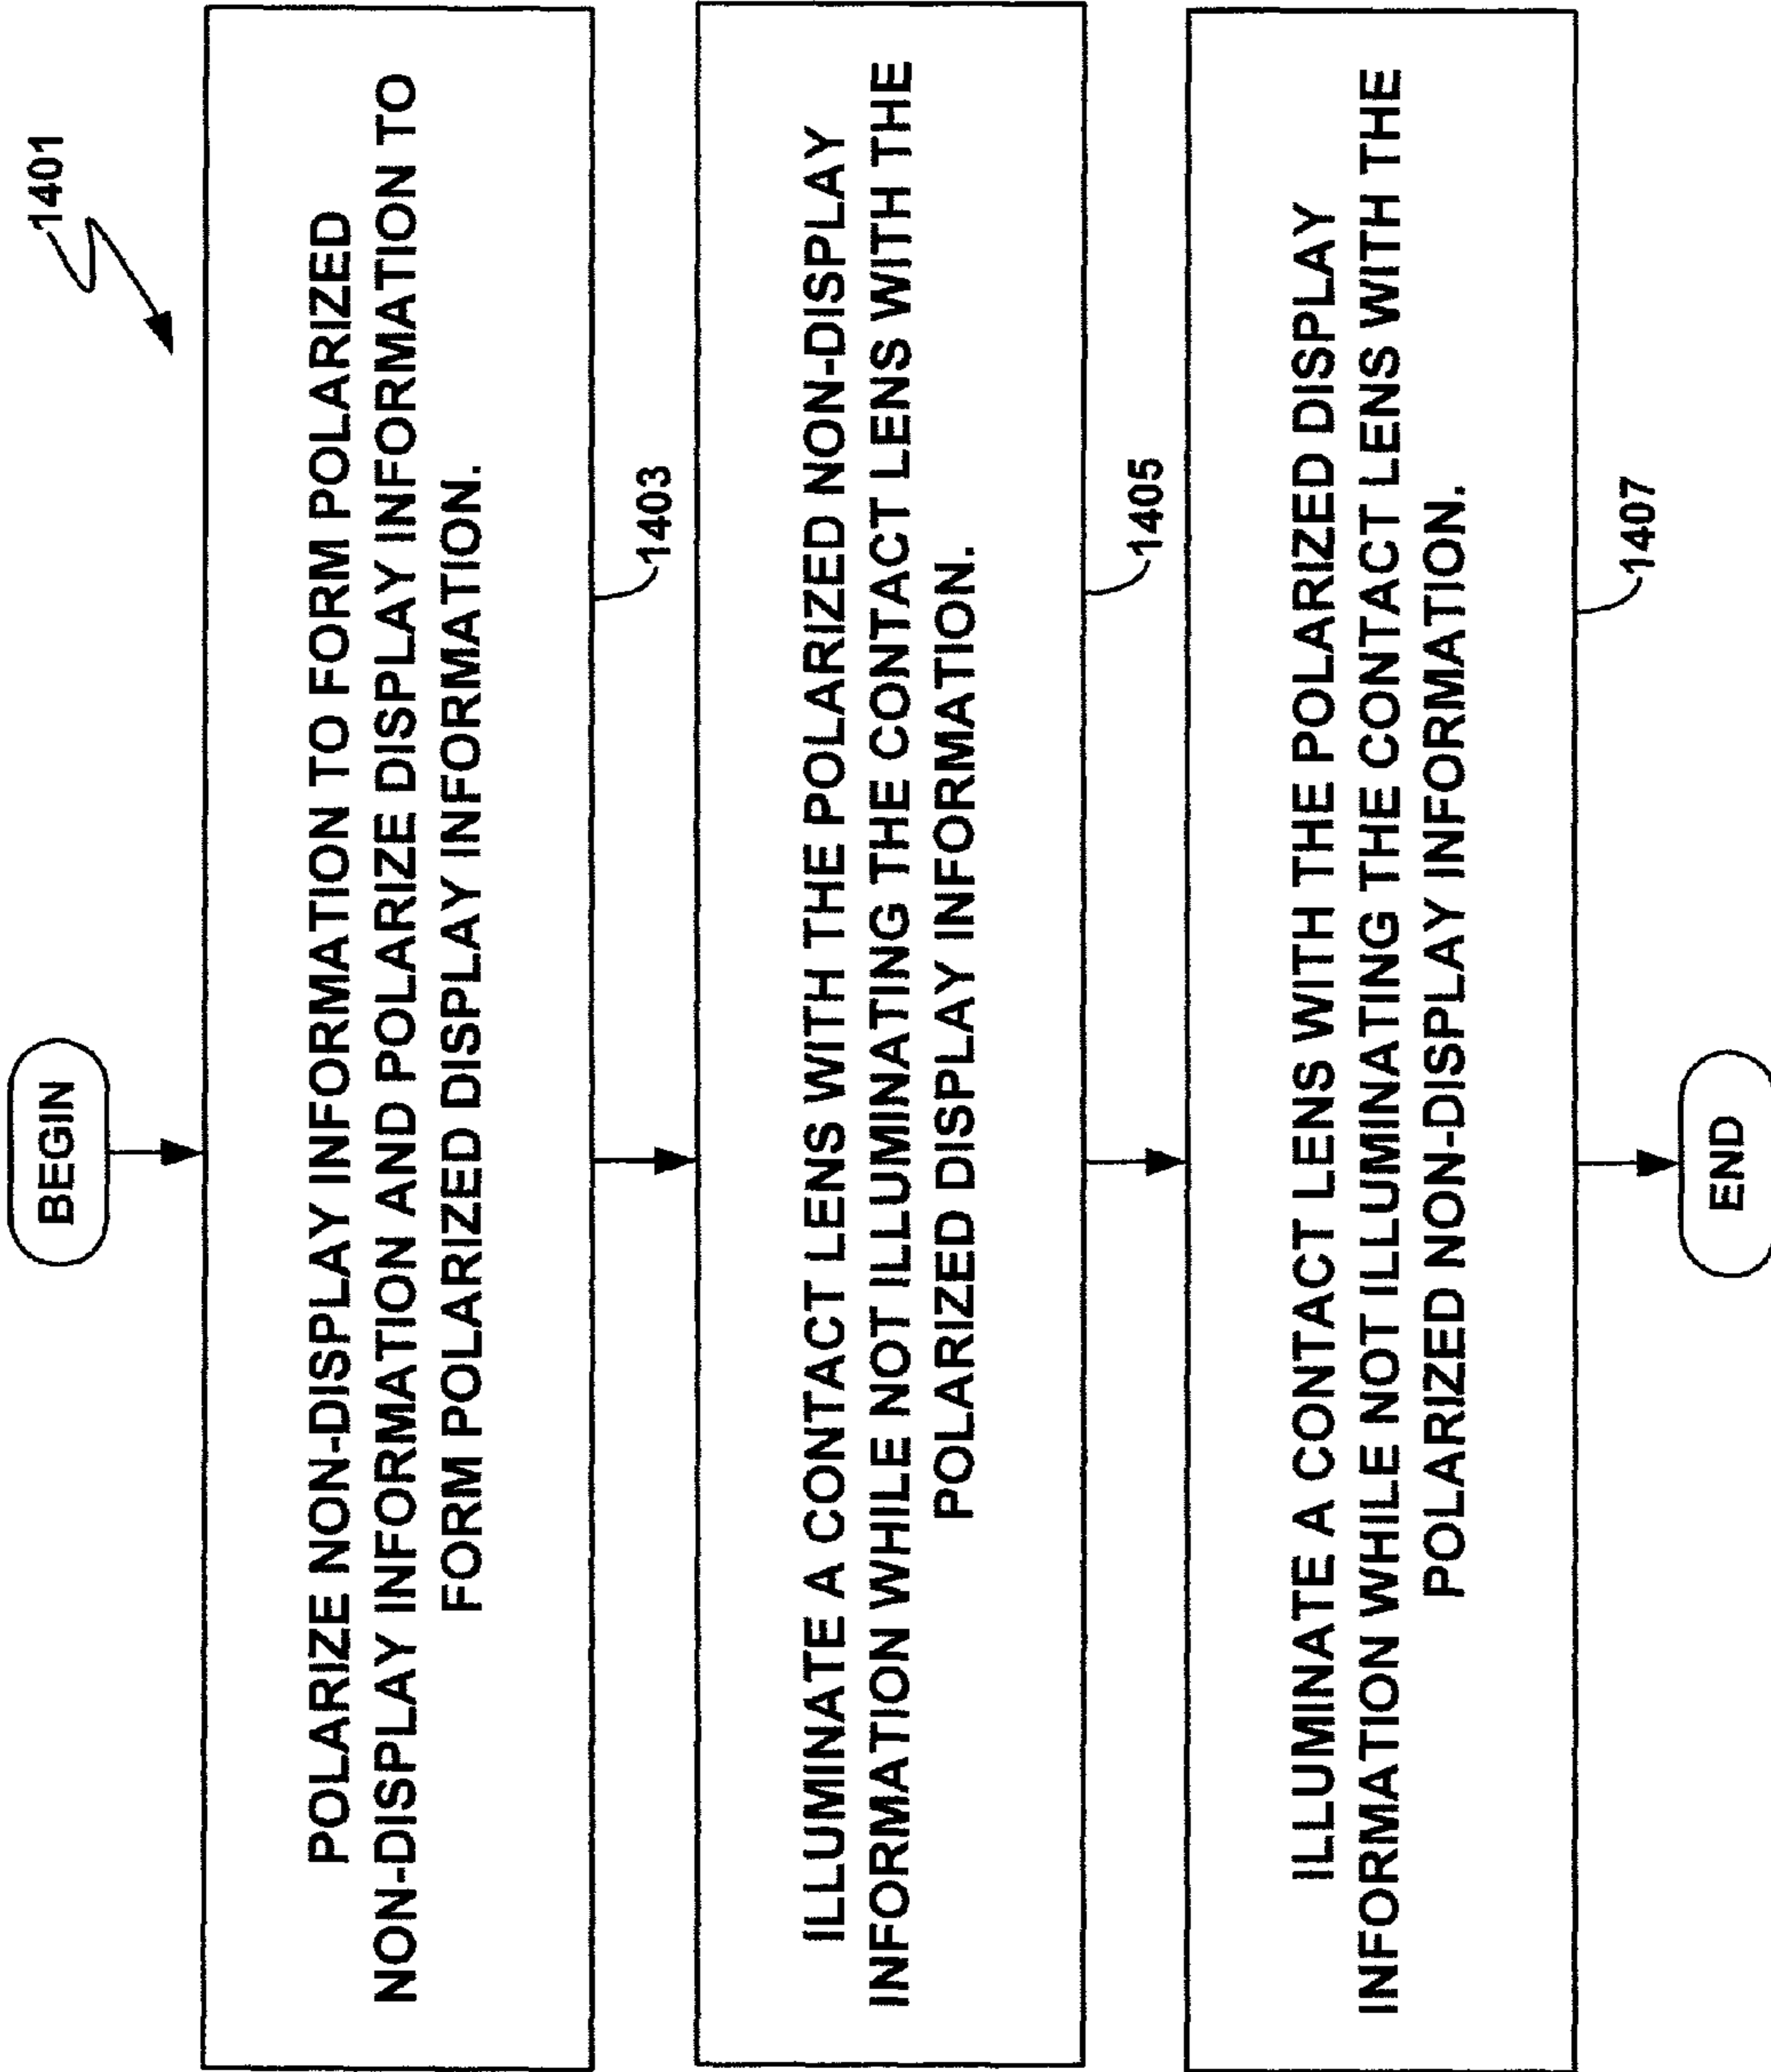 1401
BEGIN
POLARIZE NON-DISPLAY INFORMATION TO FORM POLARIZED
NON-DISPLAY INFORMATION AND POLARIZE DISPLAY INFORMATION TO
FORM POLARIZED DISPLAY INFORMATION.
1403
ILLUMINATE A CONTACT LENS WITH THE POLARIZED NON-DISPLAY
INFORMATION WHILE NOT ILLUMINATING THE CONTACT LENS WITH THE
POLARIZED DISPLAY INFORMATION.
1405
ILLUMINATE A CONTACT LENS WITH THE POLARIZED DISPLAY
INFORMATION WHILE NOT ILLUMINATING THE CONTACT LENS WITH THE
POLARIZED NON-DISPLAY INFORMATION.
1407
END